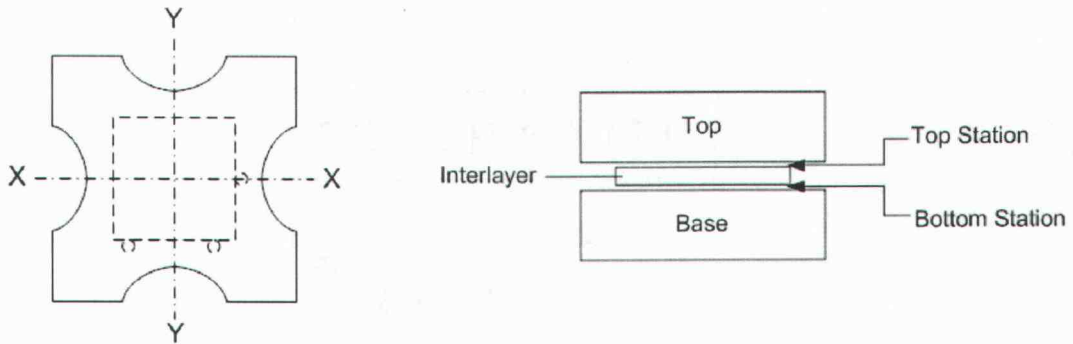 Y
X
X
Y
Top
Interlayer
Base
Top Station
Bottom Station